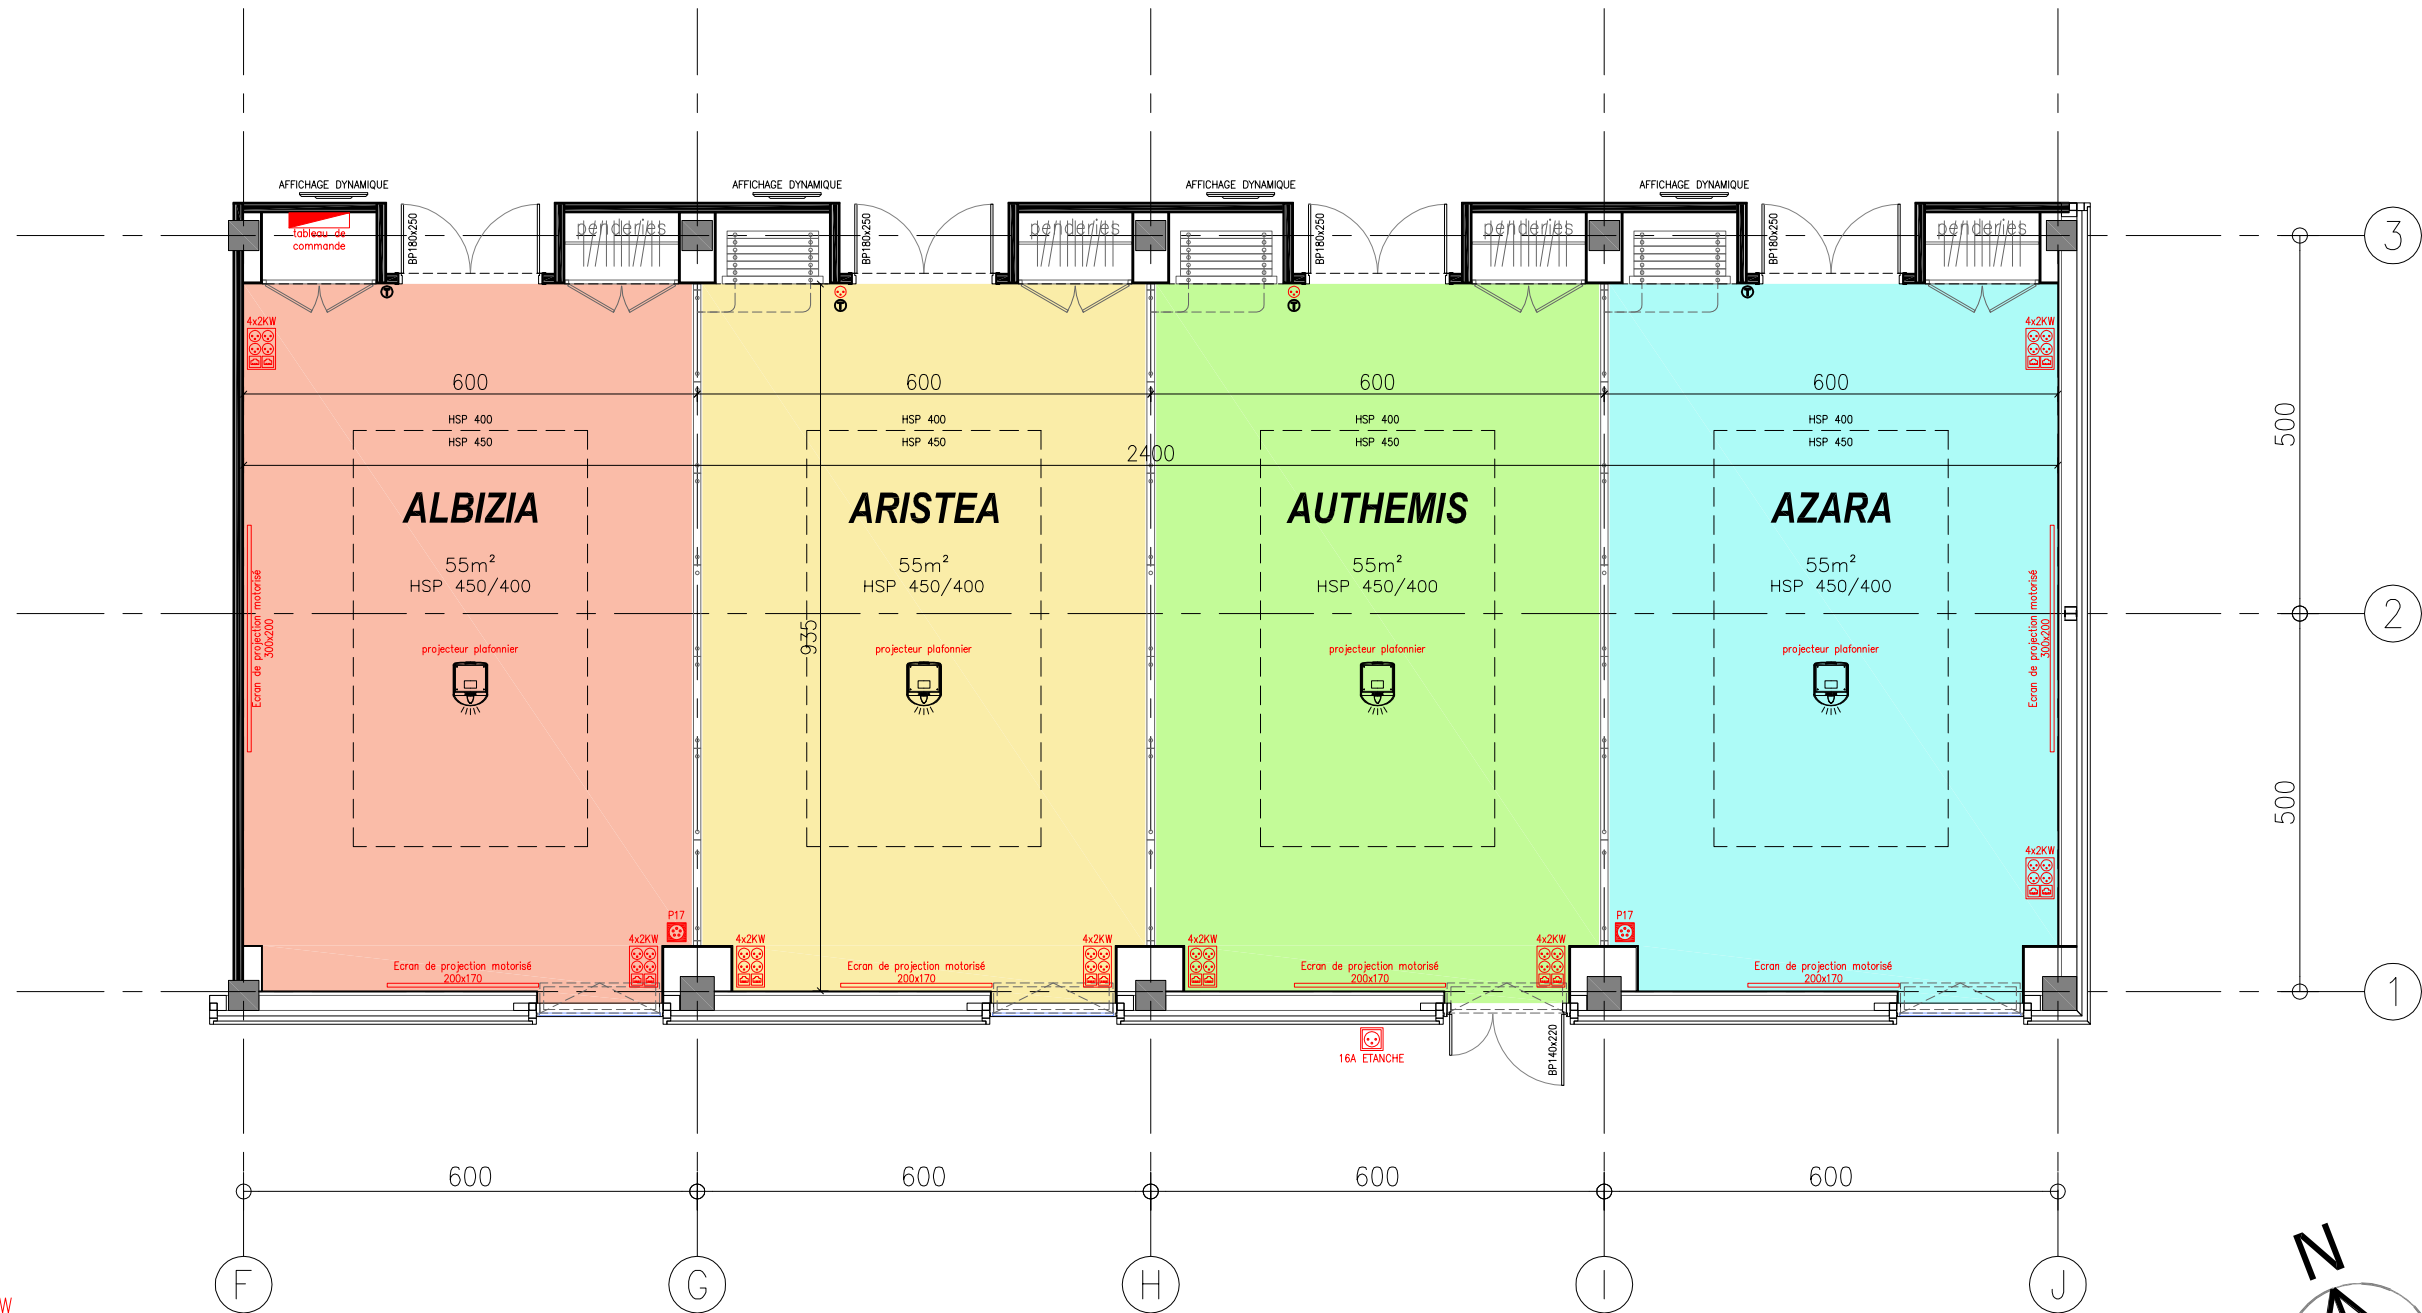 AFFICHAGE DYNAMIQUE
AFFICHAGE DYNAMIQUE
AFFICHAGE DYNAMIQUE
AFFICHAGE DYNAMIQUE
tableau de
commande
BP180x250
penderies
BP180x250
penderies
BP180x250
penderies
BP180x250
penderies
3
4x2KW
4x2KW
600
600
600
600
HSP 400
HSP 450
HSP 400
HSP 450
HSP 400
HSP 450
HSP 400
HSP 450
2400
500
ALBIZIA
55m²
HSP 450/400
ARISTEA
55m²
HSP 450/400
AUTHEMIS
55m²
HSP 450/400
AZARA
55m²
HSP 450/400
Ecran de projection motorisé
300x200
935
Ecran de projection motorisé
300x200
2
projecteur plafonnier
projecteur plafonnier
projecteur plafonnier
projecteur plafonnier
500
4x2KW
P17
P17
4x2KW
4x2KW
4x2KW
4x2KW
4x2KW
Ecran de projection motorisé
200x170
Ecran de projection motorisé
200x170
Ecran de projection motorisé
200x170
Ecran de projection motorisé
200x170
1
16A ETANCHE
BP140x220
600
600
600
600
F
G
H
I
J
N
W